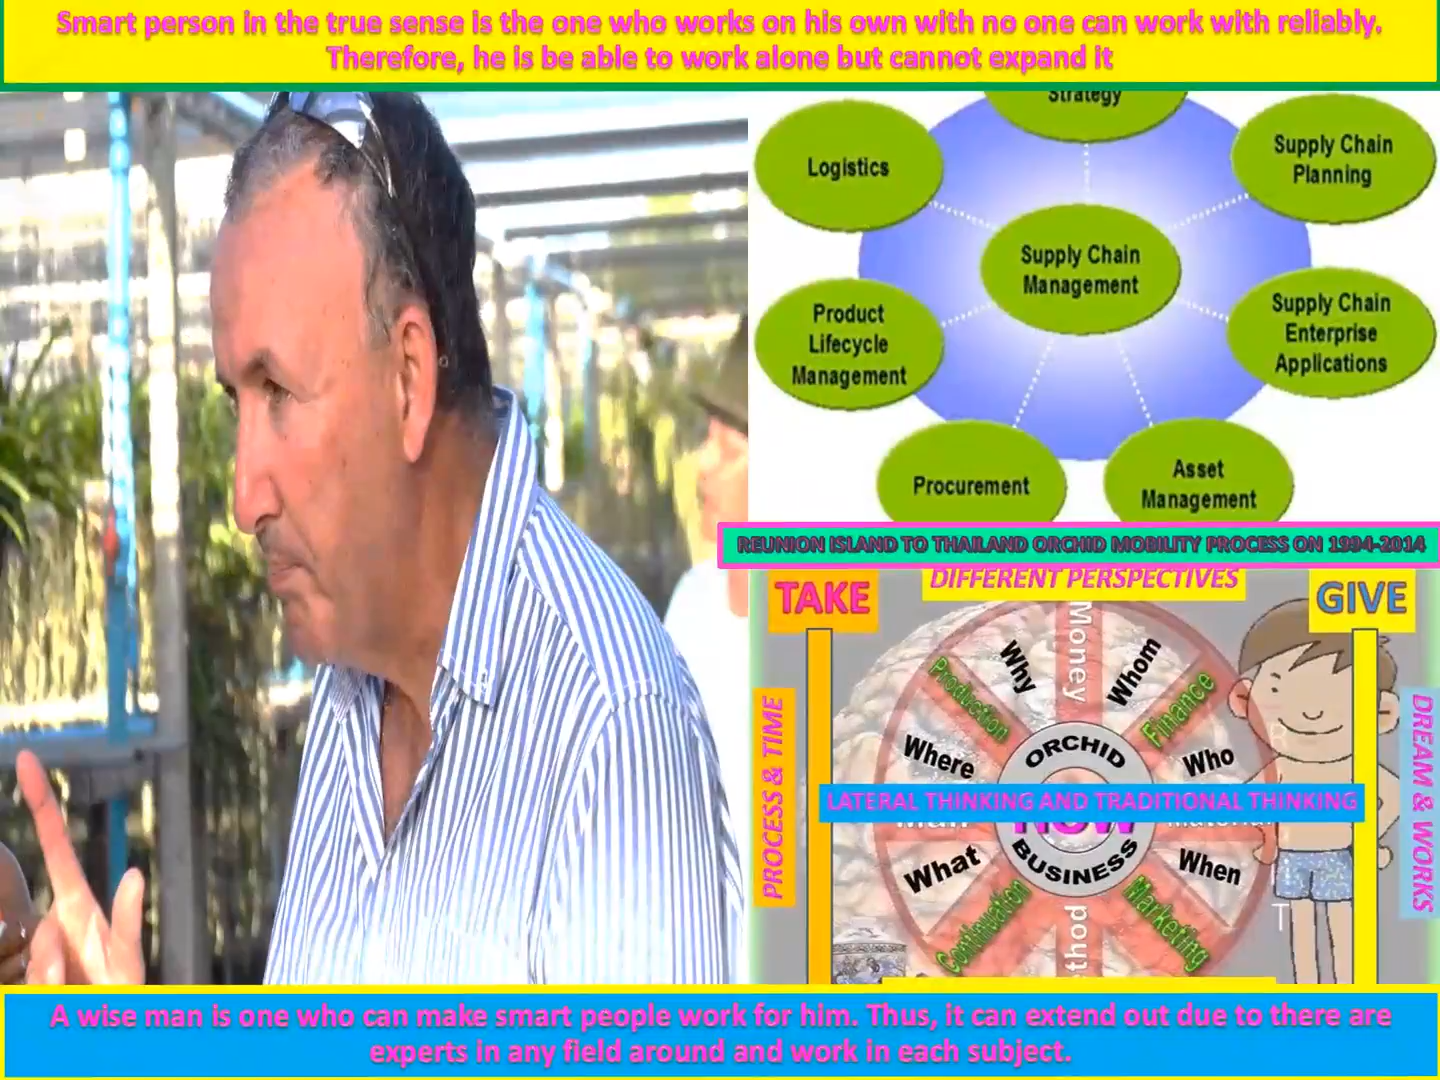 Smart person in the true sense is the one who works on his own with no one can work with reliably.
Therefore, he is be able to work alone but cannot expand it
Strategy
Logistics
Supply Chain
Planning
Supply Chain
Management
Product
Lifecycle
Management
Supply Chain
Enterprise
Applications
Procurement
Asset
Management
REUNION ISLAND TO THAILAND ORCHID MOBILITY PROCESS ON 1994-2014
DIFFERENT PERSPECTIVES
TAKE
GIVE
PROCESS & TIME
DREAM & WORKS
Money
Why
Whom
Production
Finance
Where
Who
ORCHID
LATERAL THINKING AND TRADITIONAL THINKING
BUSINESS
What
When
Continuation
Marketing
T
A wise man is one who can make smart people work for him. Thus, it can extend out due to there are
experts in any field around and work in each subject.